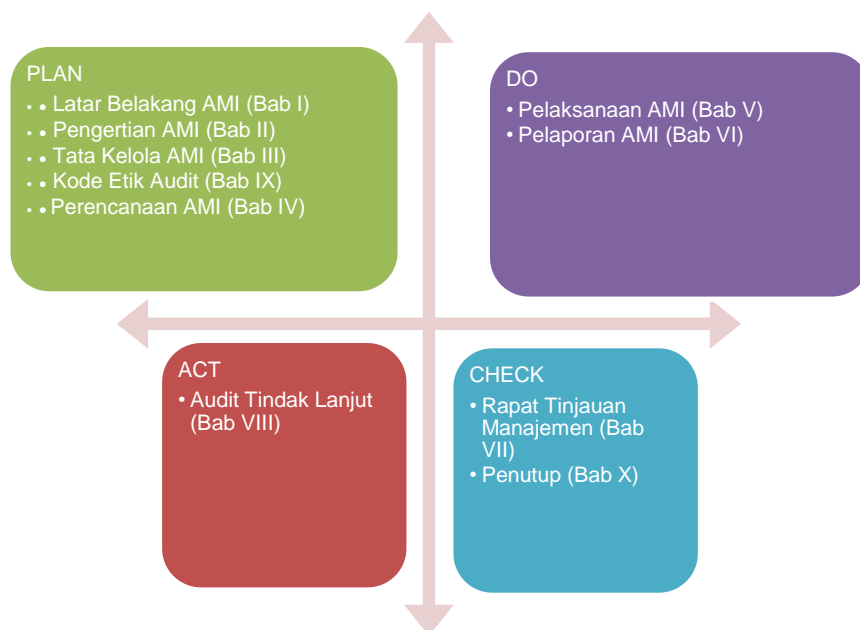 PLAN
• • Latar Belakang AMI (Bab I)
• • Pengertian AMI (Bab II)
• • Tata Kelola AMI (Bab III)
• • Kode Etik Audit (Bab IX)
• • Perencanaan AMI (Bab IV)
DO
• Pelaksanaan AMI (Bab V)
• Pelaporan AMI (Bab VI)
ACT
• Audit Tindak Lanjut
(Bab VIII)
CHECK
• Rapat Tinjauan
Manajemen (Bab
VII)
• Penutup (Bab X)